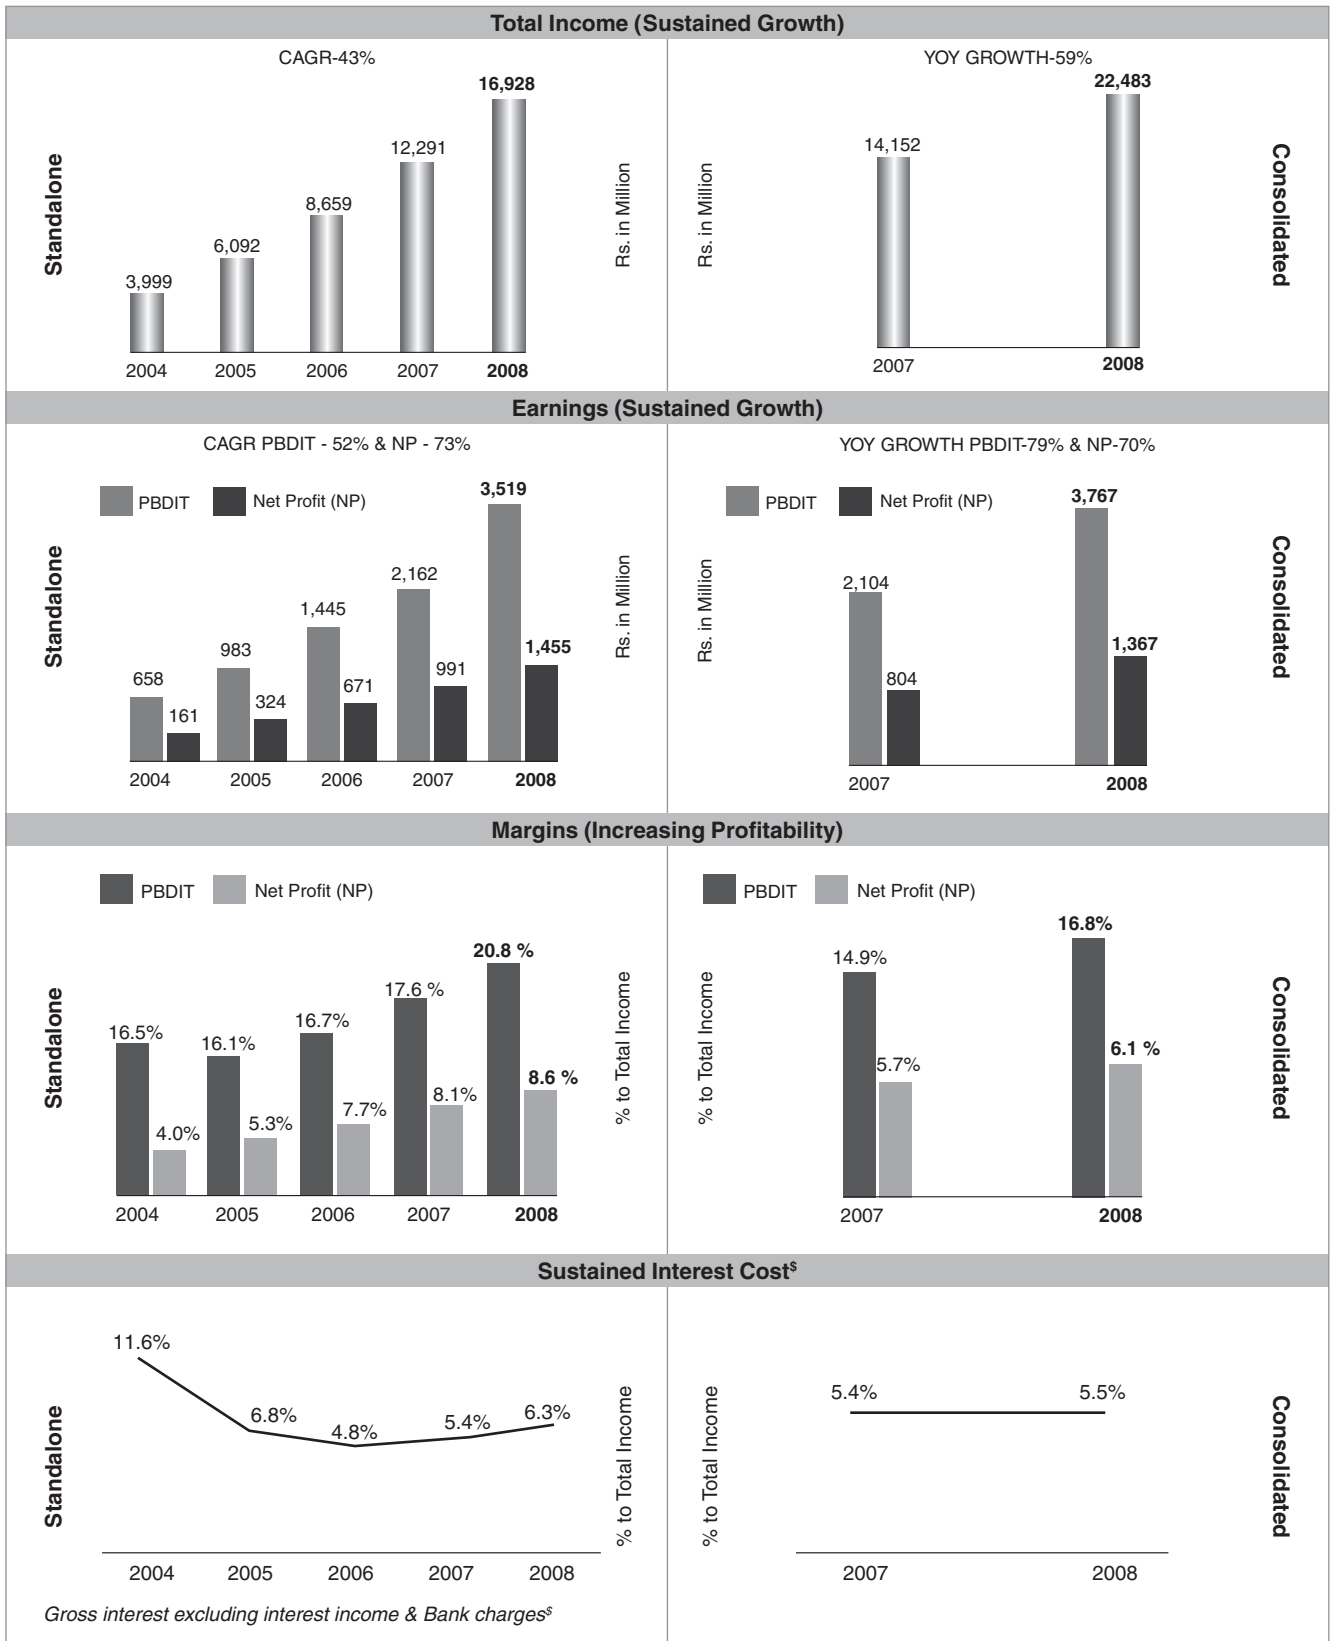 Total Income (Sustained Growth)
CAGR-43%
Standalone
16,928
12,291
8,659
6,092
3,999
2004 2005 2006 2007 2008
Rs. in Million
YOY GROWTH-59%
Rs. in Million
22,483
14,152
2007 2008
Consolidated
Earnings (Sustained Growth)
CAGR PBDIT - 52% & NP - 73%
PBDIT Net Profit (NP)
Standalone
3,519
2,162
1,445
983
658
1,455
991
671
324
161
2004 2005 2006 2007 2008
Rs. in Million
YOY GROWTH PBDIT-79% & NP-70%
PBDIT Net Profit (NP)
Rs. in Million
3,767
2,104
1,367
804
2007 2008
Consolidated
Margins (Increasing Profitability)
PBDIT Net Profit (NP)
Standalone
20.8 %
17.6 %
16.7%
16.5%
16.1%
8.6 %
8.1%
7.7%
5.3%
4.0%
2004 2005 2006 2007 2008
% to Total Income
PBDIT Net Profit (NP)
% to Total Income
16.8%
14.9%
6.1 %
5.7%
2007 2008
Consolidated
Sustained Interest Cost$
Standalone
11.6%
6.8%
4.8%
5.4%
6.3%
2004 2005 2006 2007 2008
% to Total Income
% to Total Income
5.4% 5.5%
2007 2008
Consolidated
Gross interest excluding interest income & Bank charges$